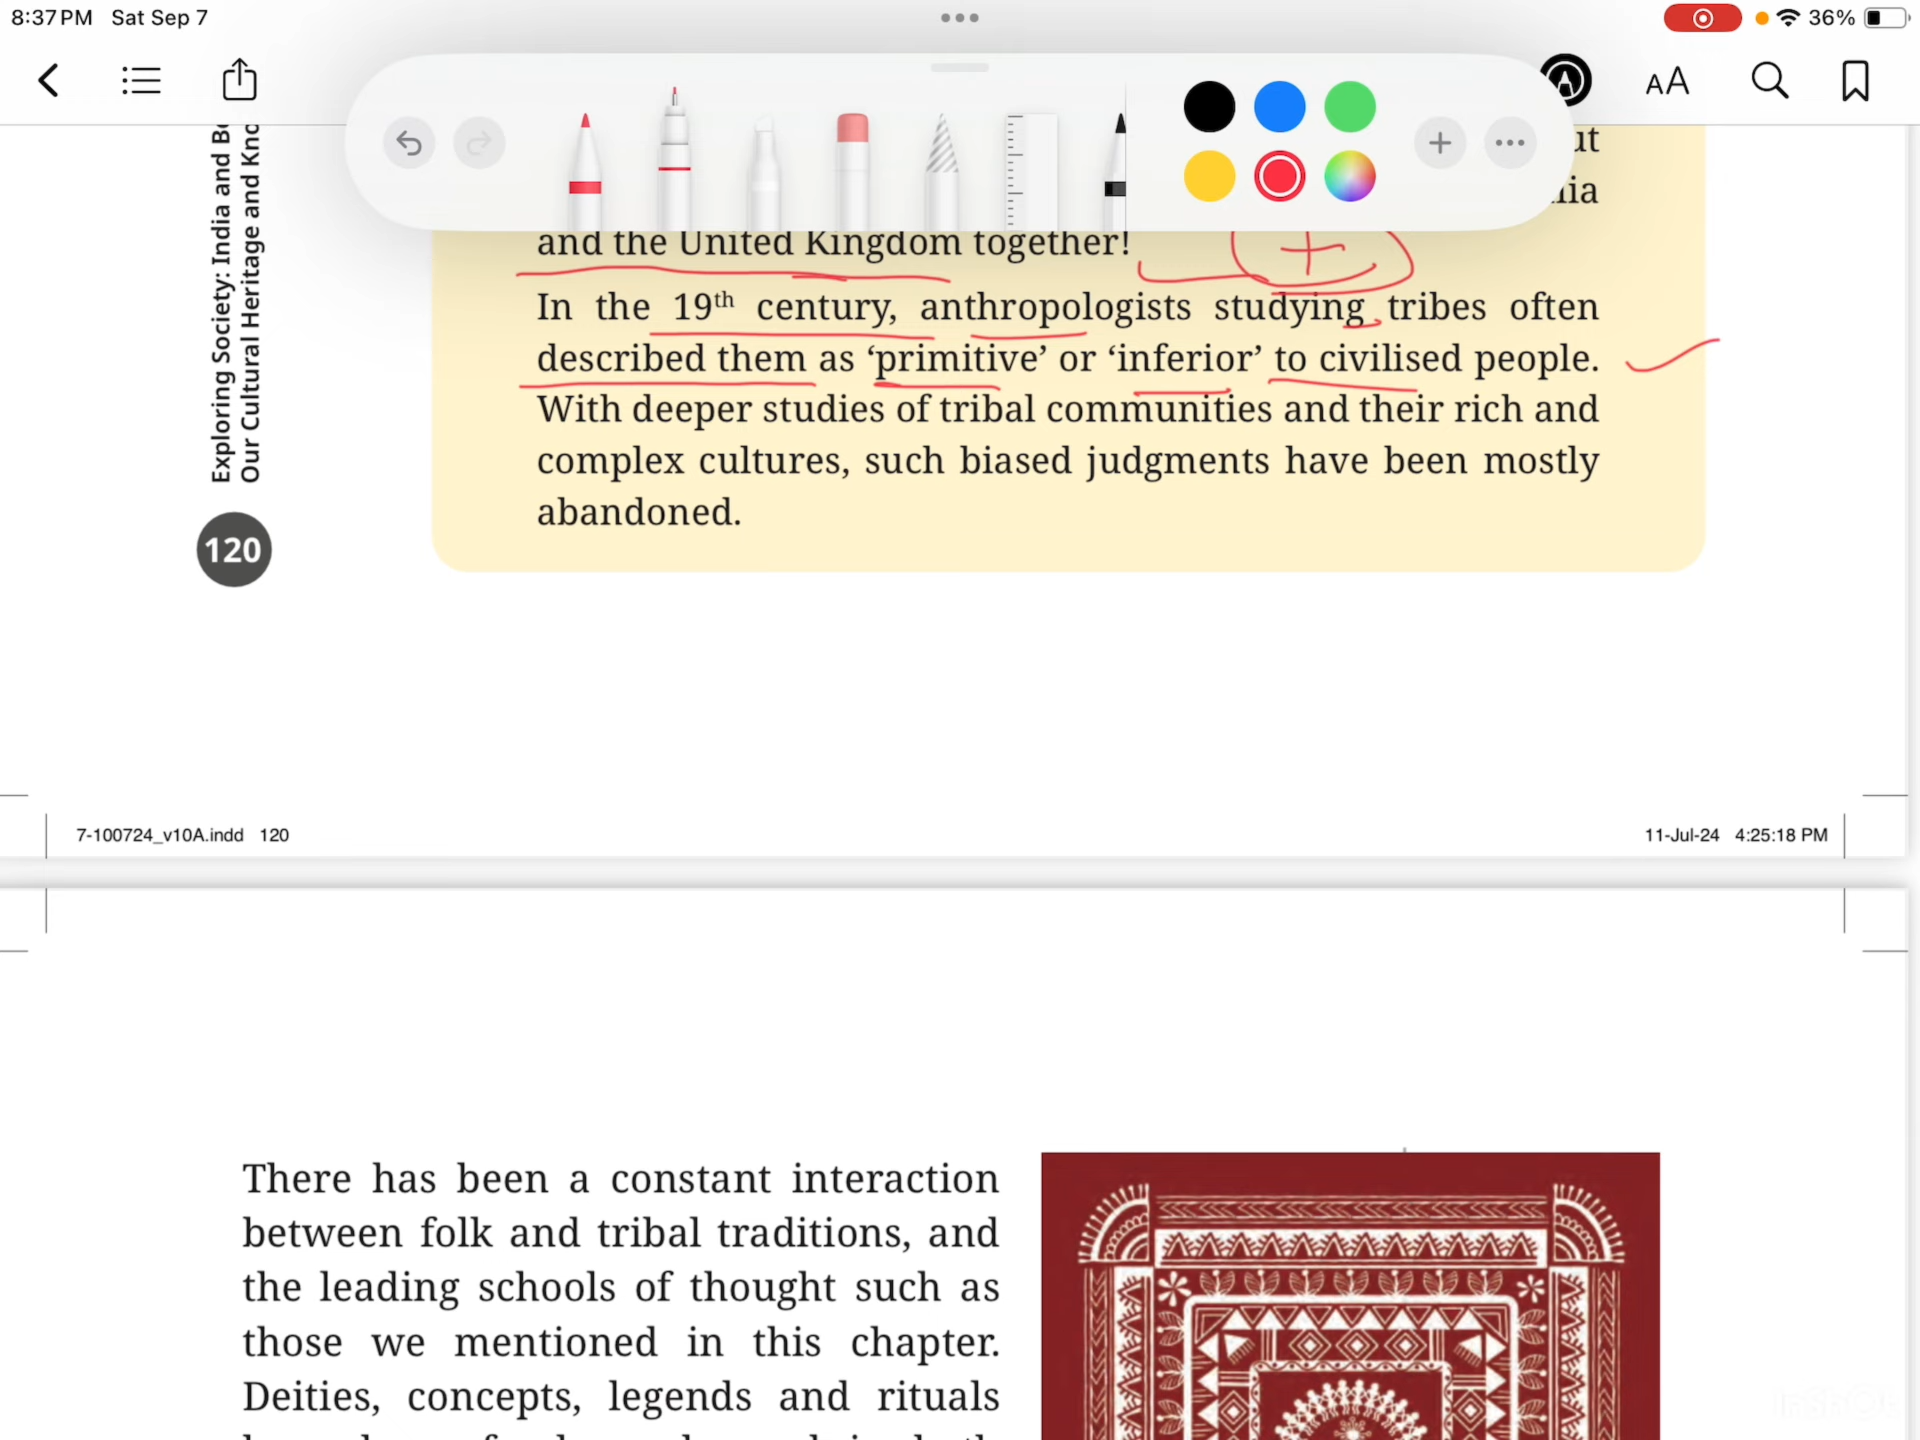 8:37 PM Sat Sep 7
36%
AA
and the United Kingdom together!
In the 19th century, anthropologists studying tribes often
described them as ‘primitive’ or ‘inferior’ to civilised people.
With deeper studies of tribal communities and their rich and
complex cultures, such biased judgments have been mostly
abandoned.
Exploring Society: India and
Our Cultural Heritage and
120
7-100724_v10A.indd 120
11-Jul-24 4:25:18 PM
There has been a constant interaction
between folk and tribal traditions, and
the leading schools of thought such as
those we mentioned in this chapter.
Deities, concepts, legends and rituals